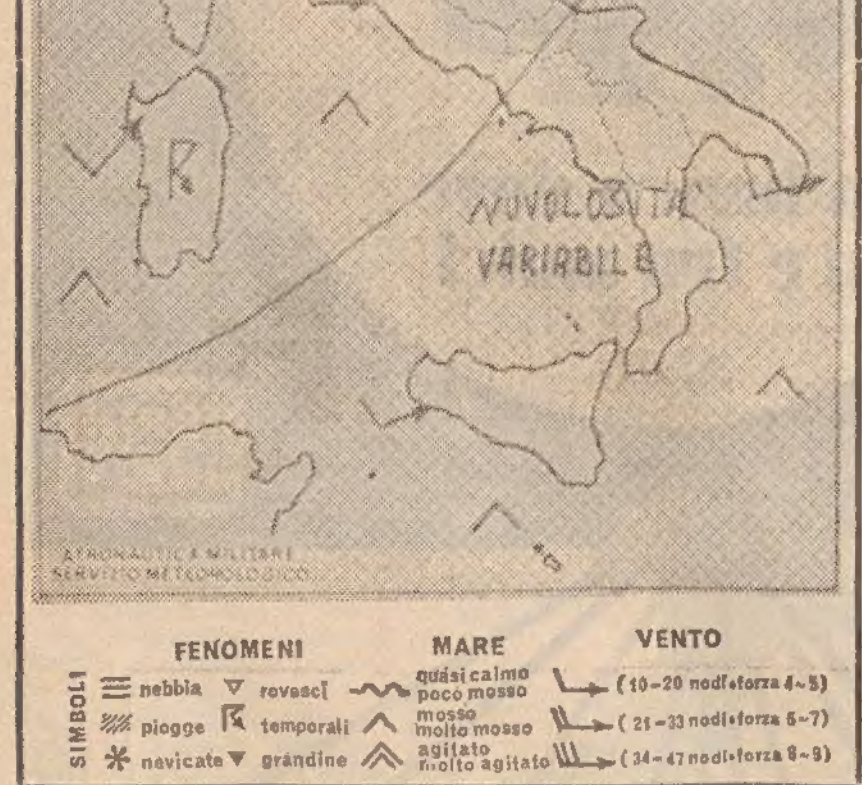 NUVOLOSITA'
VARIABILE
AERONAUTICA MILITARE
SERVIZIO METEOROLOGICO
SIMBOLI
FENOMENI
nebbia rovesci
piogge temporali
nevicate grandine
MARE
quasi calmo
poco mosso
mosso
molto mosso
agitato
molto agitato
VENTO
(10-20 nodi•forza 4~5)
(21-33 nodi•forza 6~7)
(34-47 nodi•forza 8~9)